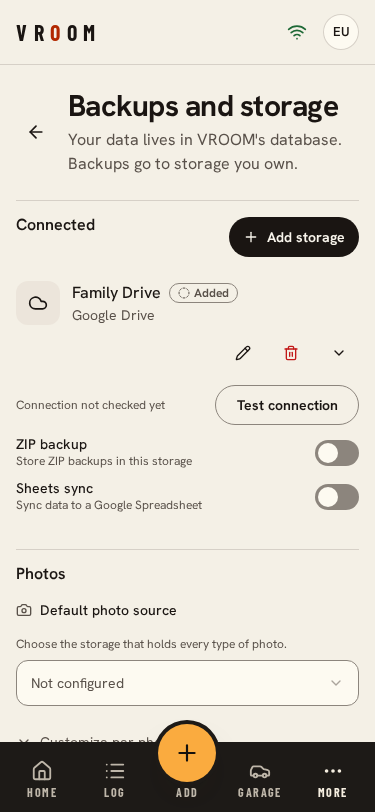 VROOM
EU
Backups and storage
Your data lives in VROOM's database.
Backups go to storage you own.
Connected
Add storage
Family Drive
Added
Google Drive
Connection not checked yet
Test connection
ZIP backup
Store ZIP backups in this storage
Sheets sync
Sync data to a Google Spreadsheet
Photos
Default photo source
Choose the storage that holds every type of photo.
Not configured
Customize per
HOME
LOG
ADD
GARAGE
MORE